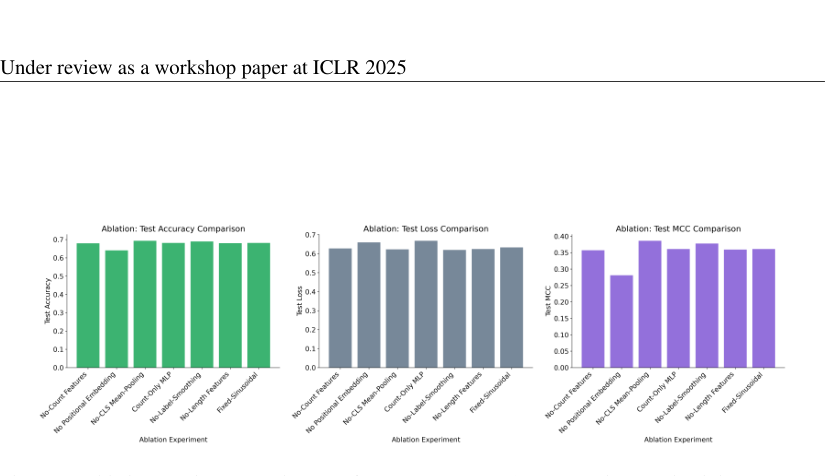 Under review as a workshop paper at ICLR 2025
Ablation: Test Accuracy Comparison
Test Accuracy
0.7
0.6
0.5
0.4
0.3
0.2
0.1
0.0
No-Count Features
No Positional Embedding
No-CLS Mean-Pooling
Count-Only MLP
No-Label-Smoothing
No-Length Features
Fixed-Sinusoidal
Ablation Experiment
Ablation: Test Loss Comparison
Test Loss
0.7
0.6
0.5
0.4
0.3
0.2
0.1
0.0
No-Count Features
No Positional Embedding
No-CLS Mean-Pooling
Count-Only MLP
No-Label-Smoothing
No-Length Features
Fixed-Sinusoidal
Ablation Experiment
Ablation: Test MCC Comparison
Test MCC
0.40
0.35
0.30
0.25
0.20
0.15
0.10
0.05
0.00
No-Count Features
No Positional Embedding
No-CLS Mean-Pooling
Count-Only MLP
No-Label-Smoothing
No-Length Features
Fixed-Sinusoidal
Ablation Experiment